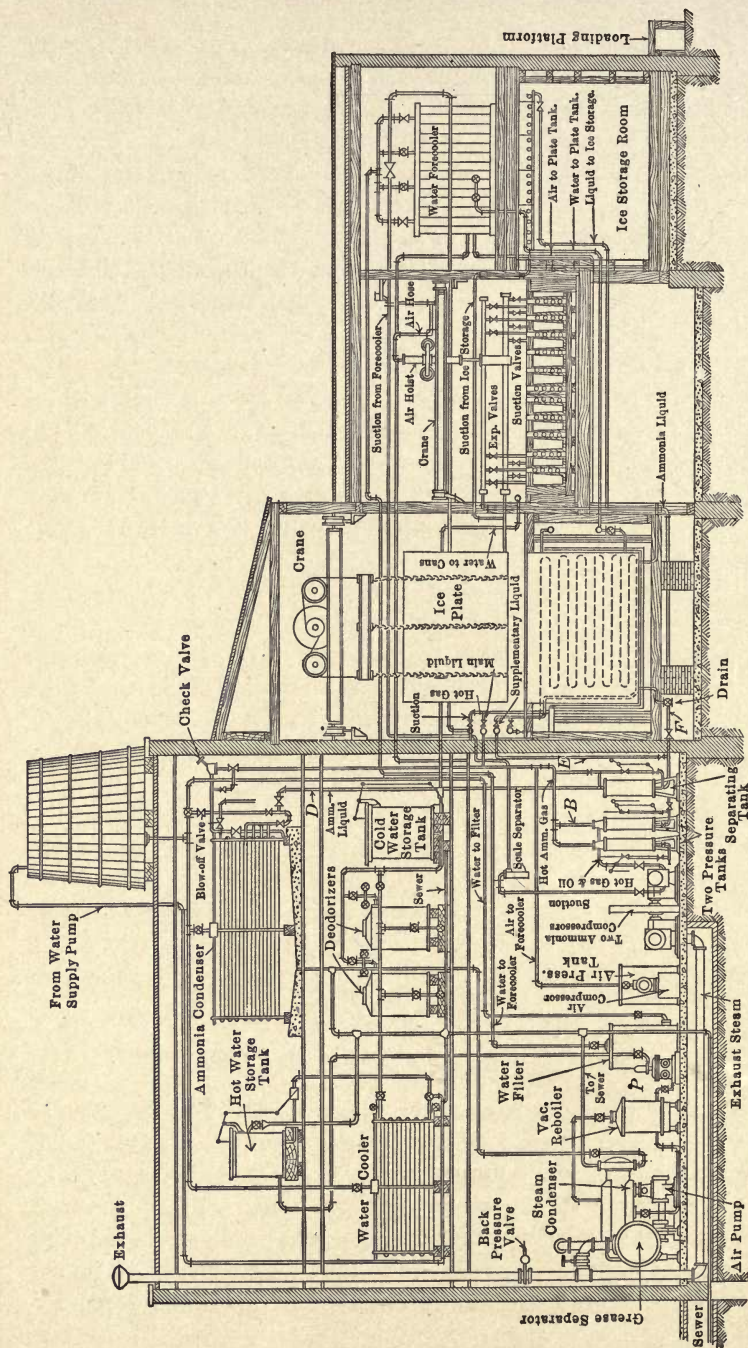 Exhaust
From Water
Supply Pump
Check Valve
Blow-off Valve
Ammonia Condenser
Hot Water
Storage
Tank
D
Amm.
Liquid
Cold
Water
Storage
Tank
Deodorizers
Sewer
Water Cooler
Back
Pressure
Valve
Steam
Condenser
Grease Separator
Sewer
Air Pump
Vac.
Reboiler
To
Sewer
P
Water
Filter
Exhaust Steam
Air
Compressor
Air Press.
Tank
Two Ammonia
Compressors
Suction
Water to
Forecooler
Air to
Forecooler
Water to Filter
Scale Separator
Hot Amm. Gas
Hot Gas & Oil
B
E
Two Pressure
Tanks
Separating
Tank
F
Drain
Crane
Ice
Plate
Water to Cans
Suction
Hot Gas
Main Liquid
Supplementary Liquid
Ammonia Liquid
Suction from Forecooler
Air Hose
Air Hoist
Crane
Suction from Ice Storage
Exp. Valves
Suction Valves
Water Forecooler
Air to Plate Tank.
Water to Plate Tank.
Liquid to Ice Storage.
Ice Storage Room
Loading Platform